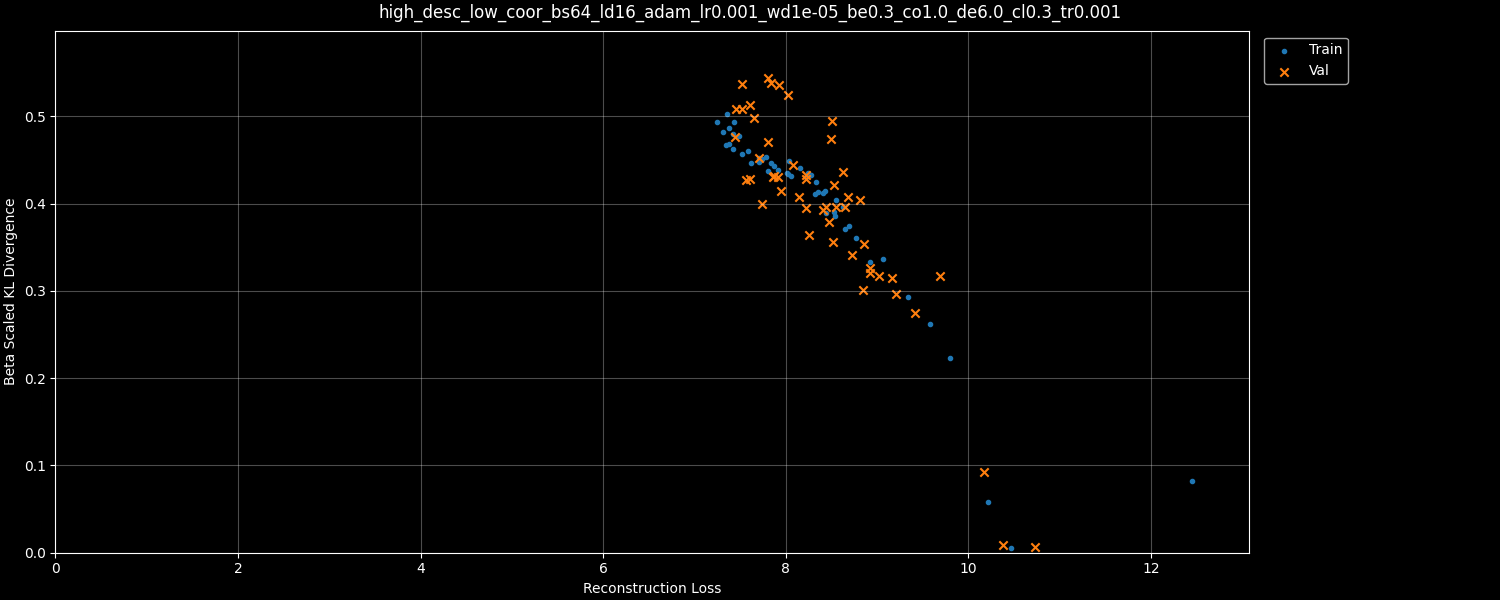 high_desc_low_coor_bs64_ld16_adam_lr0.001_wd1e-05_be0.3_co1.0_de6.0_cl0.3_tr0.001
Train
Val
Beta Scaled KL Divergence
0.5
0.4
0.3
0.2
0.1
0.0
0
2
4
6
8
10
12
Reconstruction Loss